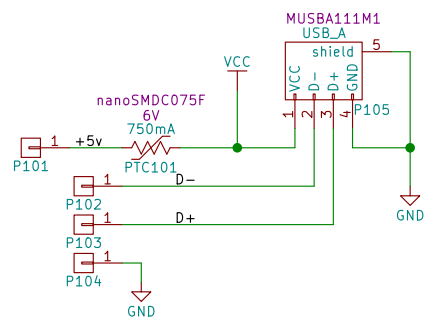 MUSBA111M1
USB_A
shield
5
VCC
D-
D+
GND
1
2
3
4
P105
VCC
nanoSMDC075F
6V
750mA
PTC101
+5v
1
P101
D-
1
P102
D+
1
P103
1
P104
GND
GND